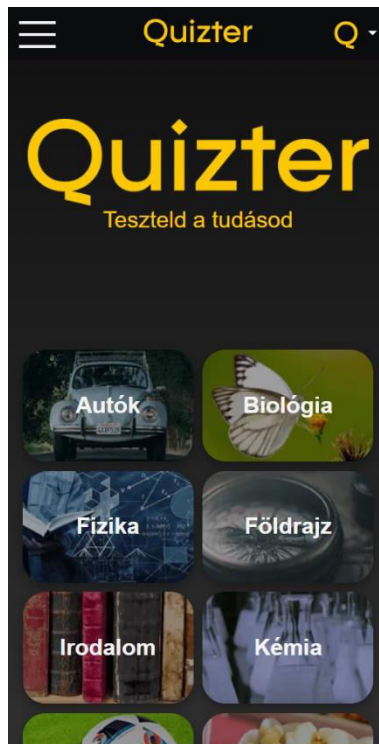 Quizter
Q
Quizter
Teszteld a tudásod
Autók
Biológia
Fizika
Földrajz
Irodalom
Kémia